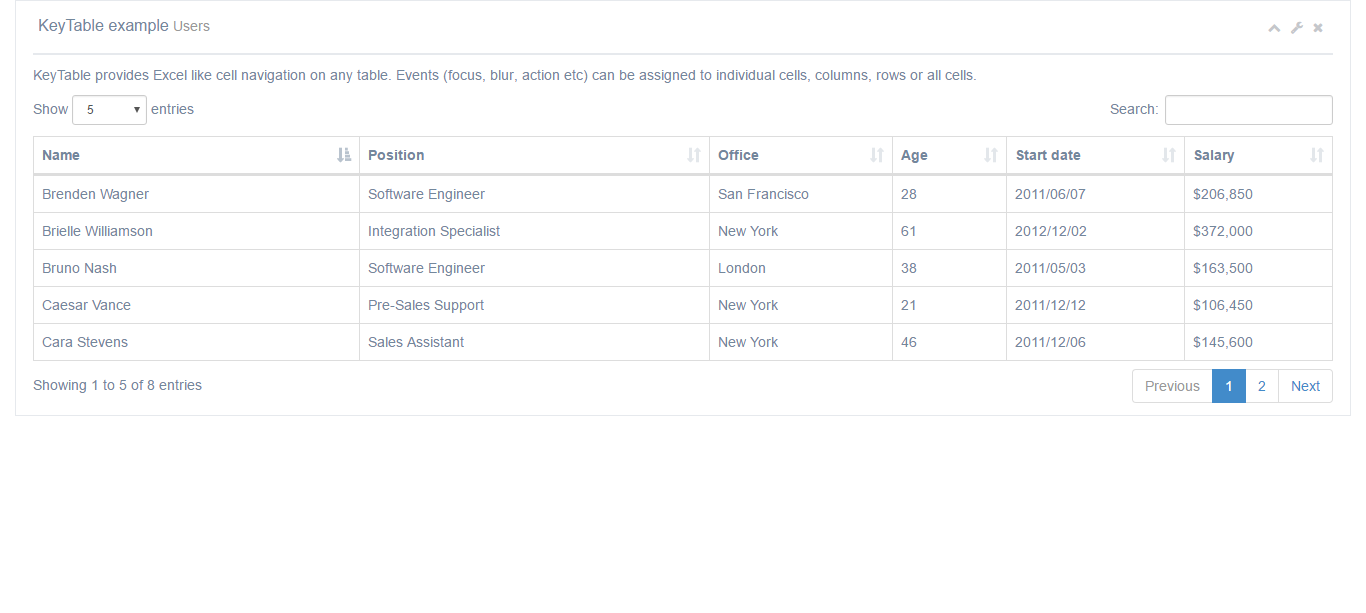 KeyTable example Users
KeyTable provides Excel like cell navigation on any table. Events (focus, blur, action etc) can be assigned to individual cells, columns, rows or all cells.
Show 5 entries Search:
Name Position Office Age Start date Salary
Brenden Wagner Software Engineer San Francisco 28 2011/06/07 $206,850
Brielle Williamson Integration Specialist New York 61 2012/12/02 $372,000
Bruno Nash Software Engineer London 38 2011/05/03 $163,500
Caesar Vance Pre-Sales Support New York 21 2011/12/12 $106,450
Cara Stevens Sales Assistant New York 46 2011/12/06 $145,600
Showing 1 to 5 of 8 entries Previous 1 2 Next